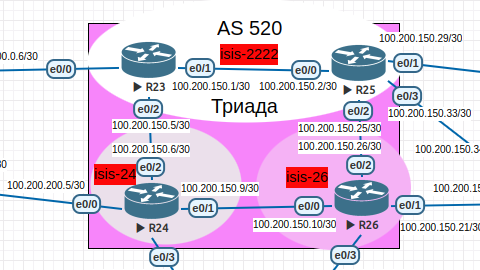 AS 520
100.200.150.29/30
isis-2222
0.0.6/30
e0/0
e0/1
e0/0
e0/1
R23
100.200.150.1/30
100.200.150.2/30
R25
e0/3
e0/2
Триада
e0/2
100.200.150.33/30
100.200.150.5/30
100.200.150.25/30
100.200.150.6/30
100.200.150.26/30
100.200.150.34
/30
isis-24
e0/2
isis-26
e0/2
100.200.200.5/30
100.200.150.9/30
100.200.15
e0/0
e0/1
e0/0
e0/1
R24
100.200.150.10/30
R26
100.200.150.21/30
e0/3
e0/3